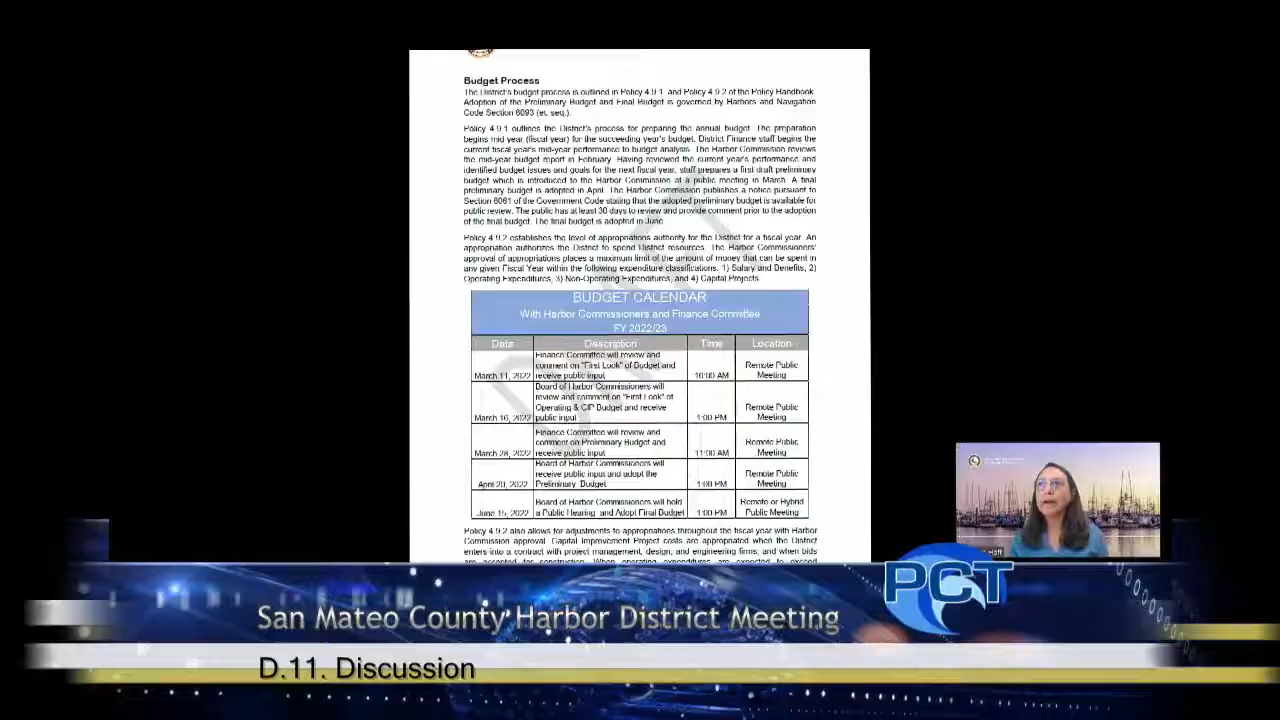 Budget Process
The District's budget process is outlined in Policy 4.9.1. and Policy 4.9.2 of the Policy Handbook.
Adoption of the Preliminary Budget and Final Budget is governed by Harbors and Navigation
Code Section 6093 (et. seq.).
Policy 4.9.1 outlines the District's process for preparing the annual budget. The preparation
begins mid year (fiscal year) for the succeeding year's budget. District Finance staff begins the
current fiscal year's mid-year performance to budget analysis. The Harbor Commission reviews
the mid-year budget report in February. Having reviewed the current year's performance and
identified budget issues and goals for the next fiscal year, staff prepares a first draft preliminary
budget which is introduced to the Harbor Commission at a public meeting in March. A final
preliminary budget is adopted in April. The Harbor Commission publishes a notice pursuant to
Section 6061 of the Government Code stating that the adopted preliminary budget is available for
public review. The public has at least 30 days to review and provide comment prior to the adoption
of the final budget. The final budget is adopted in June.
Policy 4.9.2 establishes the level of appropriations authority for the District for a fiscal year. An
appropriation authorizes the District to spend District resources. The Harbor Commissioners'
approval of appropriations places a maximum limit of the amount of money that can be spent in
any given Fiscal Year within the following expenditure classifications. 1) Salary and Benefits, 2)
Operating Expenditures, 3) Non-Operating Expenditures, and 4) Capital Projects.
BUDGET CALENDAR
With Harbor Commissioners and Finance Committee
FY 2022/23
Date Description Time Location
Finance Committee will review and
comment on "First Look" of Budget and
receive public input
March 11, 2022
10:00 AM
Remote Public
Meeting
Board of Harbor Commissioners will
review and comment on "First Look" of
Operating & CIP Budget and receive
public input
March 16, 2022
1:00 PM
Remote Public
Meeting
Finance Committee will review and
comment on Preliminary Budget and
receive public input
March 28, 2022
11:00 AM
Remote Public
Meeting
Board of Harbor Commissioners will
receive public input and adopt the
Preliminary Budget
April 20, 2022
1:00 PM
Remote Public
Meeting
Board of Harbor Commissioners will hold
a Public Hearing and Adopt Final Budget
June 15, 2022
1:00 PM
Remote or Hybrid
Public Meeting
Policy 4.9.2 also allows for adjustments to appropriations throughout the fiscal year with Harbor
Commission approval. Capital Improvement Project costs are appropriated when the District
enters into a contract with project management, design, and engineering firms, and when bids
are accepted for construction. When operating expenditures are expected to exceed
DRAFT
PCT
San Mateo County Harbor District Meeting
D.11. Discussion